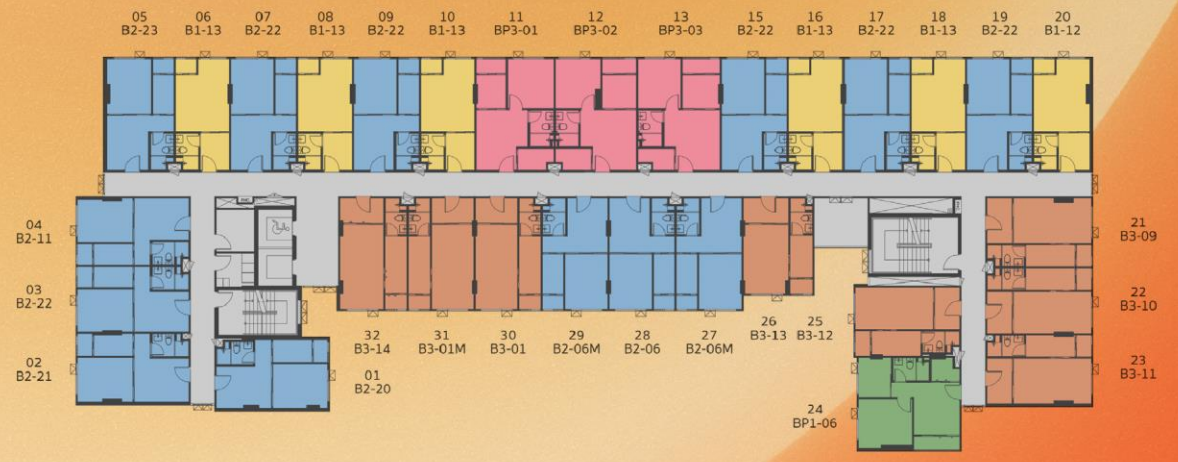 05
B2-23
06
B1-13
07
B2-22
08
B1-13
09
B2-22
10
B1-13
11
BP3-01
12
BP3-02
13
BP3-03
15
B2-22
16
B1-13
17
B2-22
18
B1-13
19
B2-22
20
B1-12
04
B2-11
03
B2-22
02
B2-21
01
B2-20
32
B3-14
31
B3-01M
30
B3-01
29
B2-06M
28
B2-06
27
B2-06M
26
B3-13
25
B3-12
21
B3-09
22
B3-10
23
B3-11
24
BP1-06